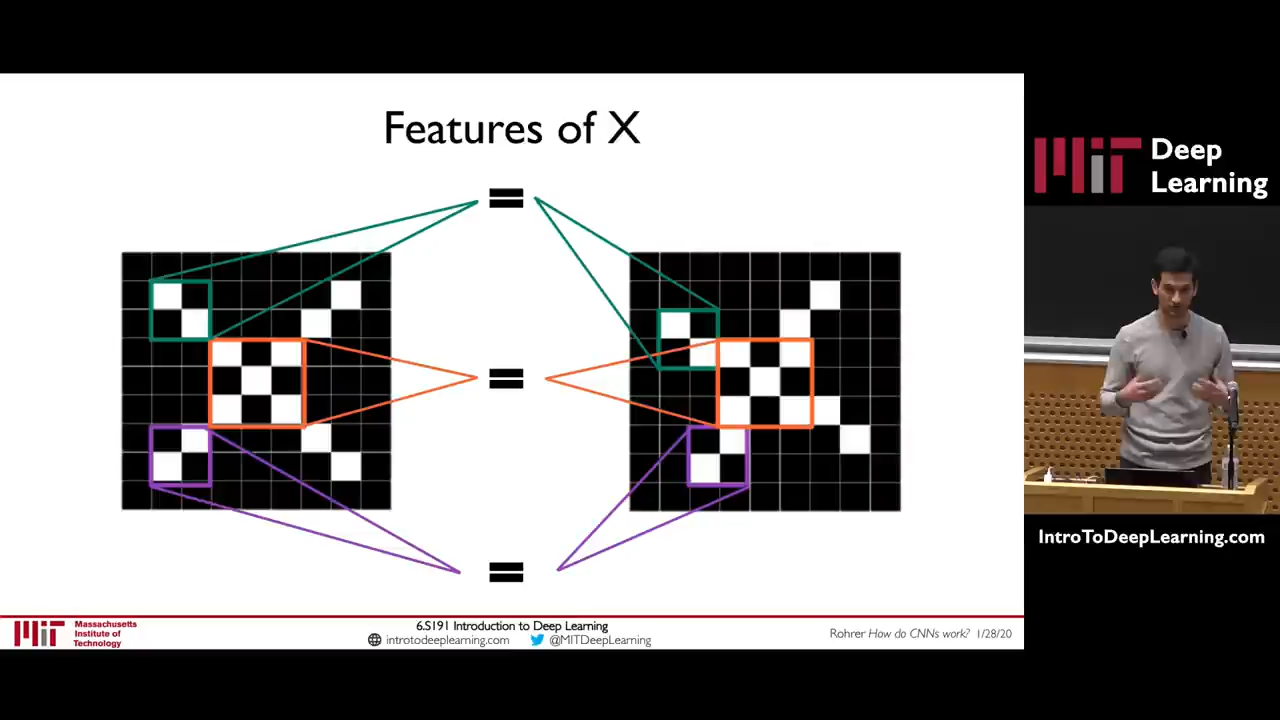 Features of X
=
=
=
MIT
Deep
Learning
IntroToDeepLearning.com
MIT
Massachusetts
Institute of
Technology
6.S191 Introduction to Deep Learning
introtodeeplearning.com
@MITDeepLearning
Rohrer How do CNNs work? 1/28/20